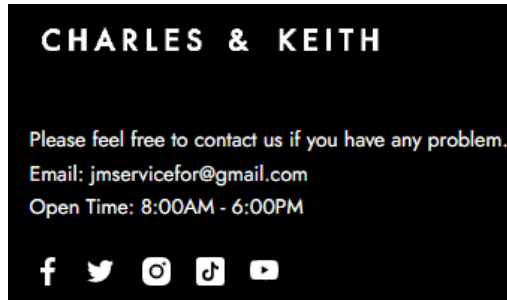 CHARLES & KEITH
Please feel free to contact us if you have any problem.
Email: jmservicefor@gmail.com
Open Time: 8:00AM - 6:00PM